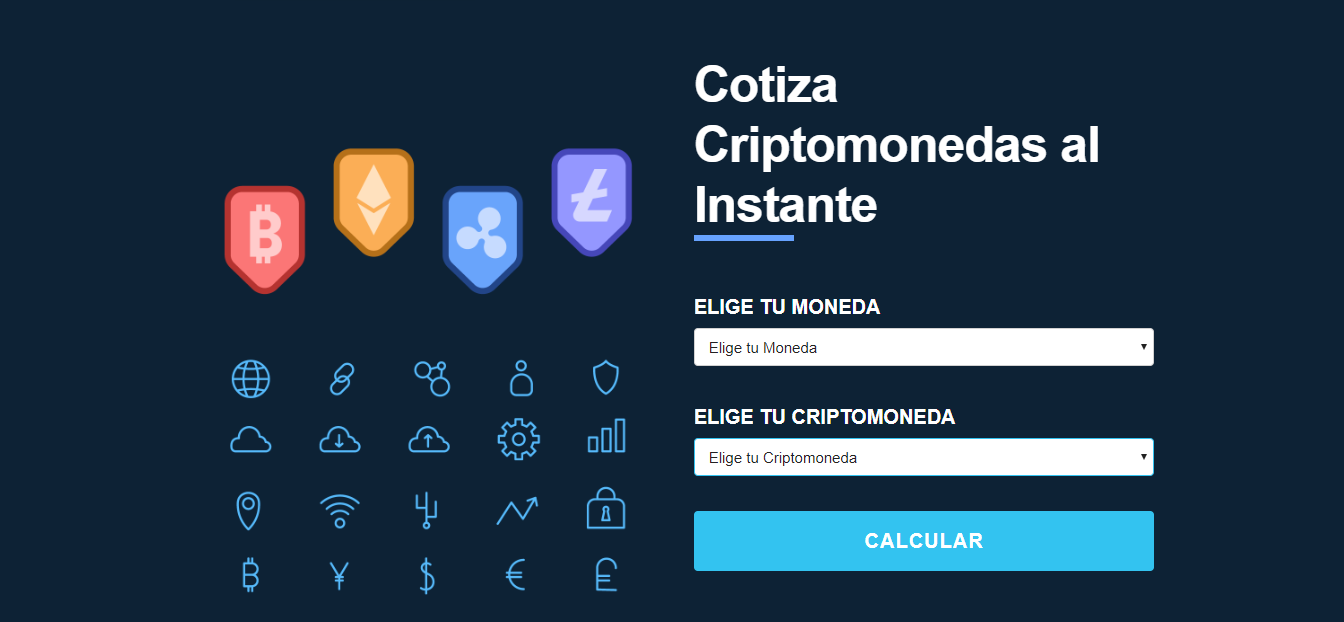 Cotiza
Criptomonedas al
Instante
ELIGE TU MONEDA
Elige tu Moneda
ELIGE TU CRIPTOMONEDA
Elige tu Criptomoneda
CALCULAR